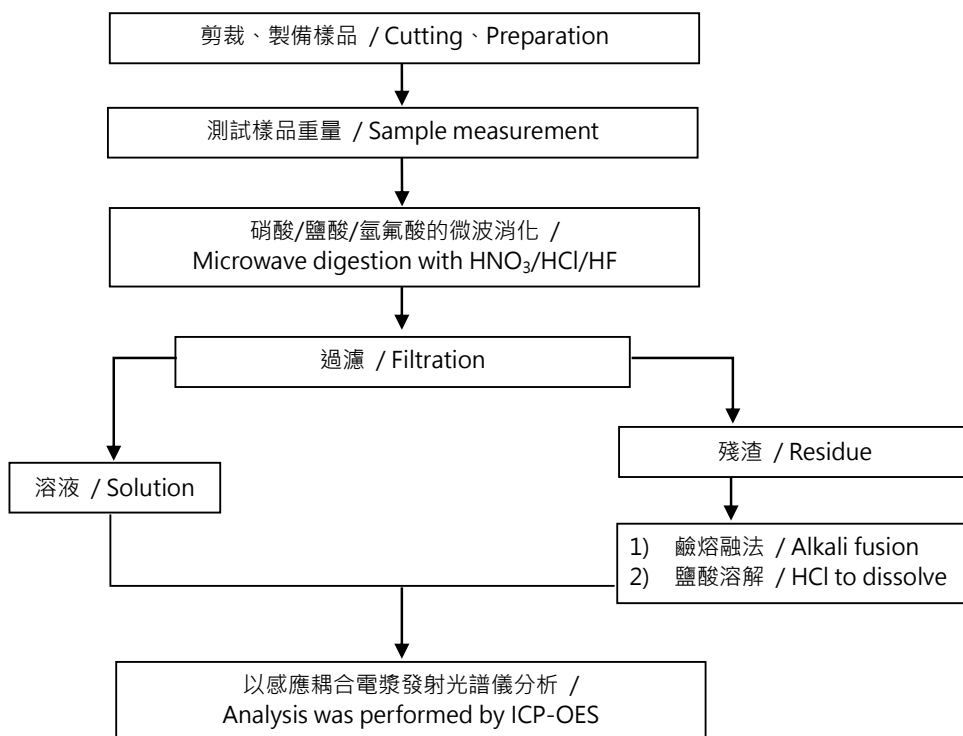 剪裁、製備樣品 / Cutting、Preparation
測試樣品重量 / Sample measurement
硝酸/鹽酸/氫氟酸的微波消化 /
Microwave digestion with HNO₃/HCl/HF
過濾 / Filtration
溶液 / Solution
殘渣 / Residue
1) 鹼熔融法 / Alkali fusion
2) 鹽酸溶解 / HCl to dissolve
以感應耦合電漿發射光譜儀分析 /
Analysis was performed by ICP-OES